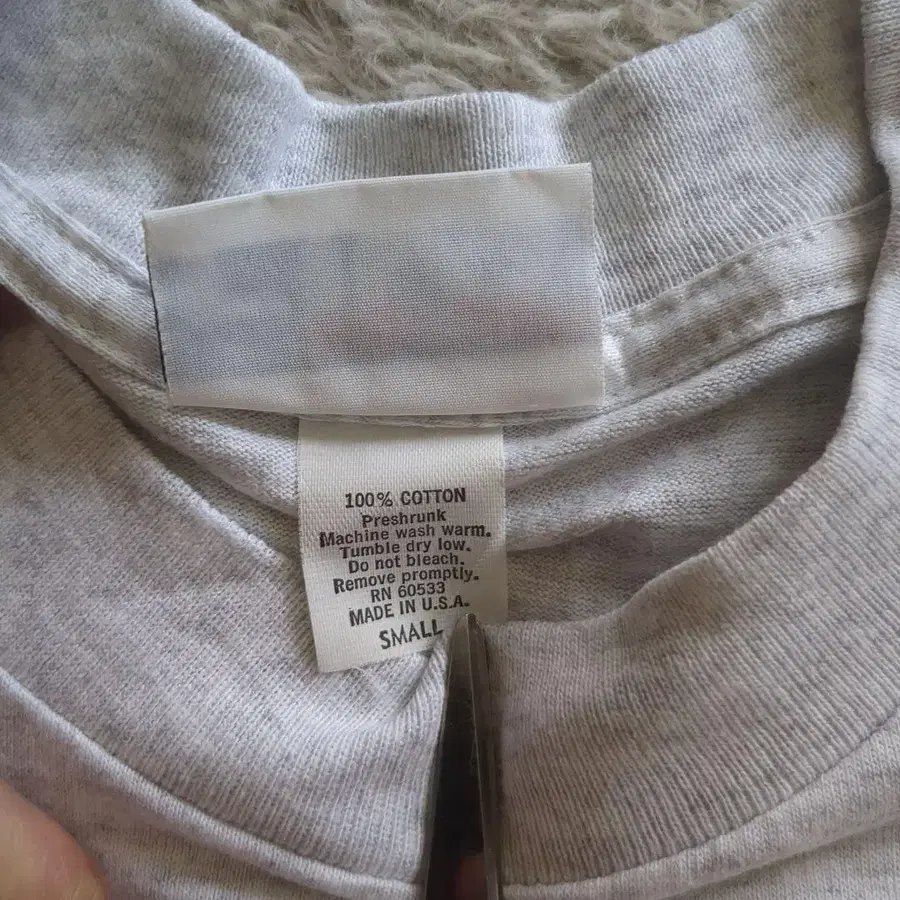 100% COTTON
Preshrunk
Machine wash warm.
Tumble dry low.
Do not bleach.
Remove promptly.
RN 60533
MADE IN U.S.A.
SMALL